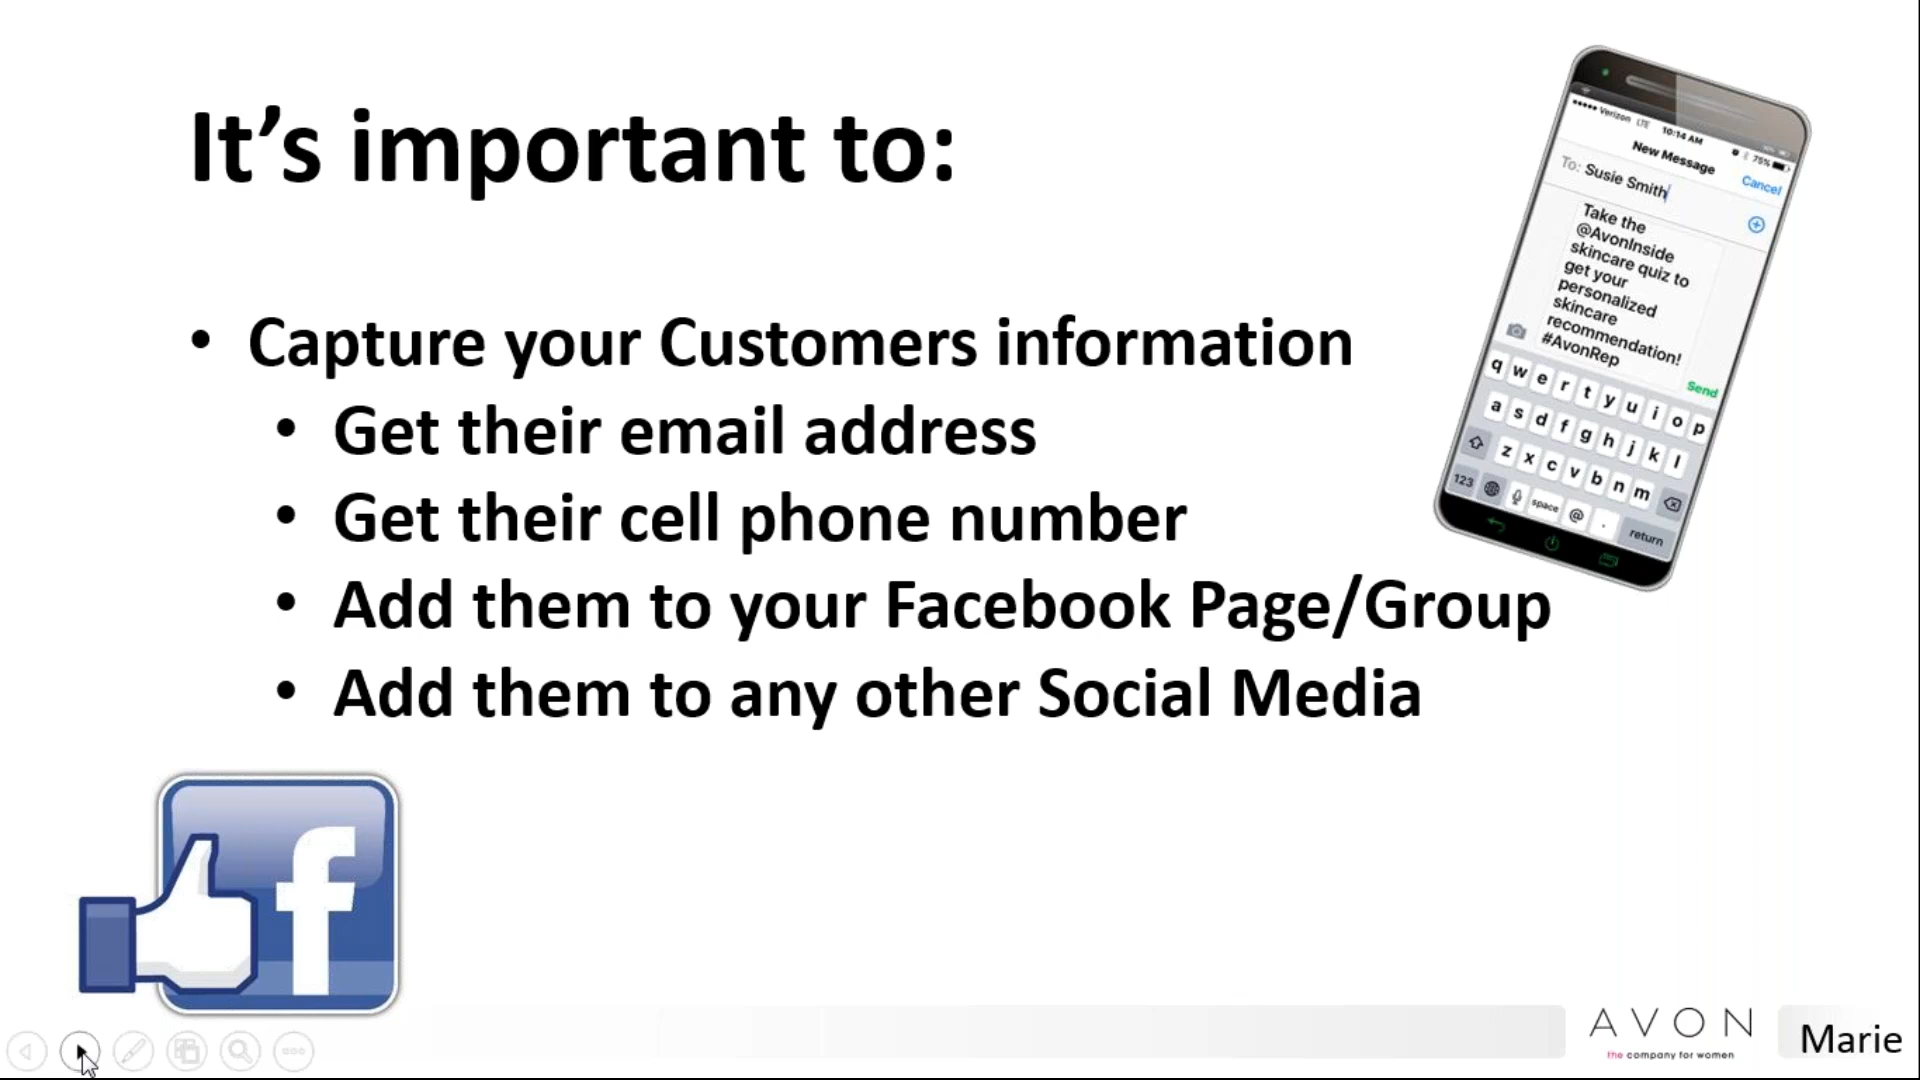 It’s important to:
• Capture your Customers information
• Get their email address
• Get their cell phone number
• Add them to your Facebook Page/Group
• Add them to any other Social Media
Verizon LTE 10:14 AM 75%
New Message
Cancel
To: Susie Smith
Take the
@AvonInside
skincare quiz to
get your
personalized
skincare
recommendation!
#AvonRep
Send
q w e r t y u i o p
a s d f g h j k l
z x c v b n m
123 space @ . return
f
AVON
the company for women
Marie